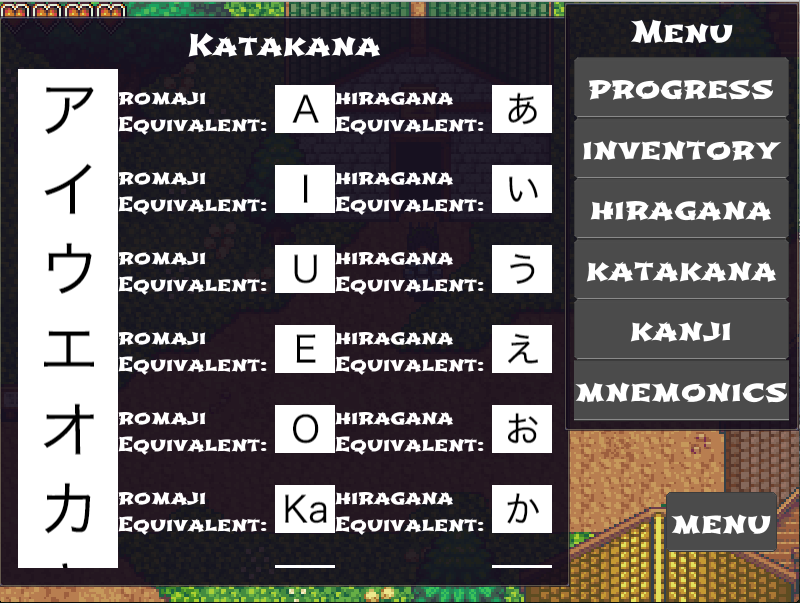 KATAKANA
ア ROMAJI EQUIVALENT: A HIRAGANA EQUIVALENT: あ
イ ROMAJI EQUIVALENT: I HIRAGANA EQUIVALENT: い
ウ ROMAJI EQUIVALENT: U HIRAGANA EQUIVALENT: う
エ ROMAJI EQUIVALENT: E HIRAGANA EQUIVALENT: え
オ ROMAJI EQUIVALENT: O HIRAGANA EQUIVALENT: お
カ ROMAJI EQUIVALENT: Ka HIRAGANA EQUIVALENT: か
MENU
PROGRESS
INVENTORY
HIRAGANA
KATAKANA
KANJI
MNEMONICS
MENU